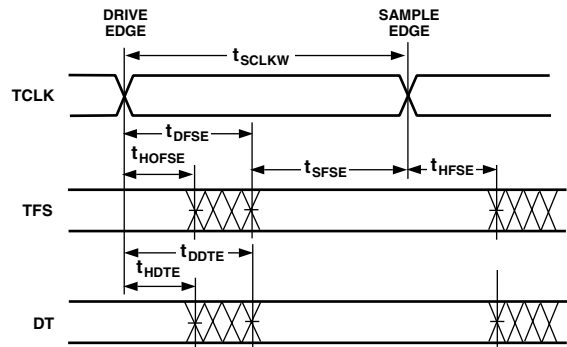 DRIVE
EDGE
SAMPLE
EDGE
tSCLKW
TCLK
tDFSE
tHOFSE
tSFSE
tHFSE
TFS
tDDTE
tHDTE
DT